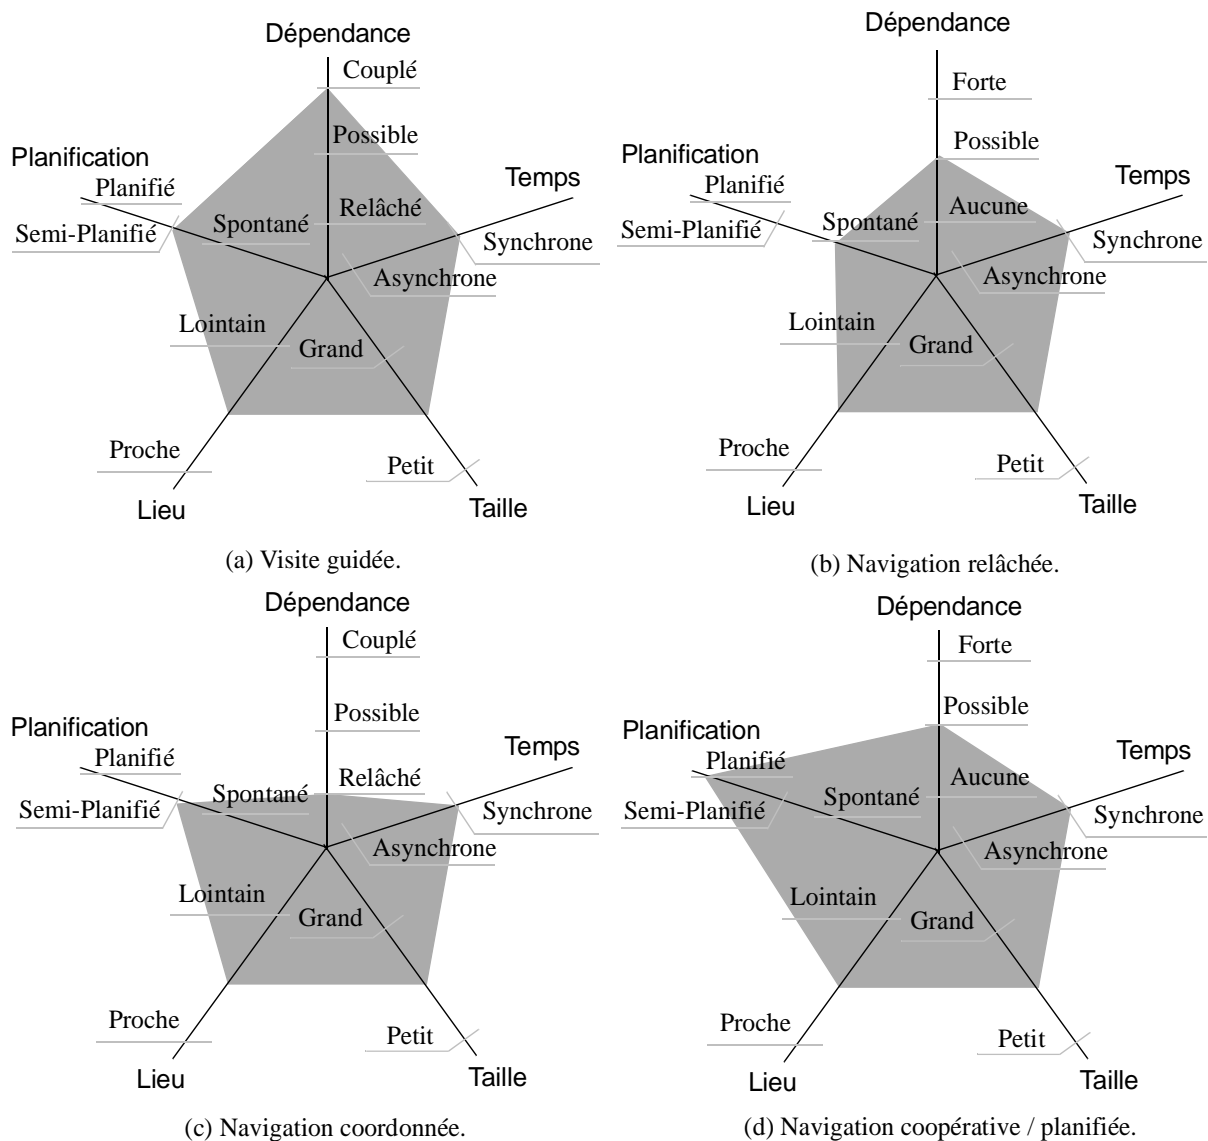 Dépendance
Couplé
Possible
Planification
Temps
Planifié
Relâché
Spontané
Semi-Planifié
Synchrone
Asynchrone
Lointain
Grand
Proche
Petit
Lieu
Taille
(a) Visite guidée.
Dépendance
Forte
Possible
Planification
Temps
Planifié
Aucune
Spontané
Semi-Planifié
Synchrone
Asynchrone
Lointain
Grand
Proche
Petit
Lieu
Taille
(b) Navigation relâchée.
Dépendance
Couplé
Possible
Planification
Temps
Planifié
Relâché
Spontané
Semi-Planifié
Synchrone
Asynchrone
Lointain
Grand
Proche
Petit
Lieu
Taille
(c) Navigation coordonnée.
Dépendance
Forte
Possible
Planification
Temps
Planifié
Aucune
Spontané
Semi-Planifié
Synchrone
Asynchrone
Lointain
Grand
Proche
Petit
Lieu
Taille
(d) Navigation coopérative / planifiée.